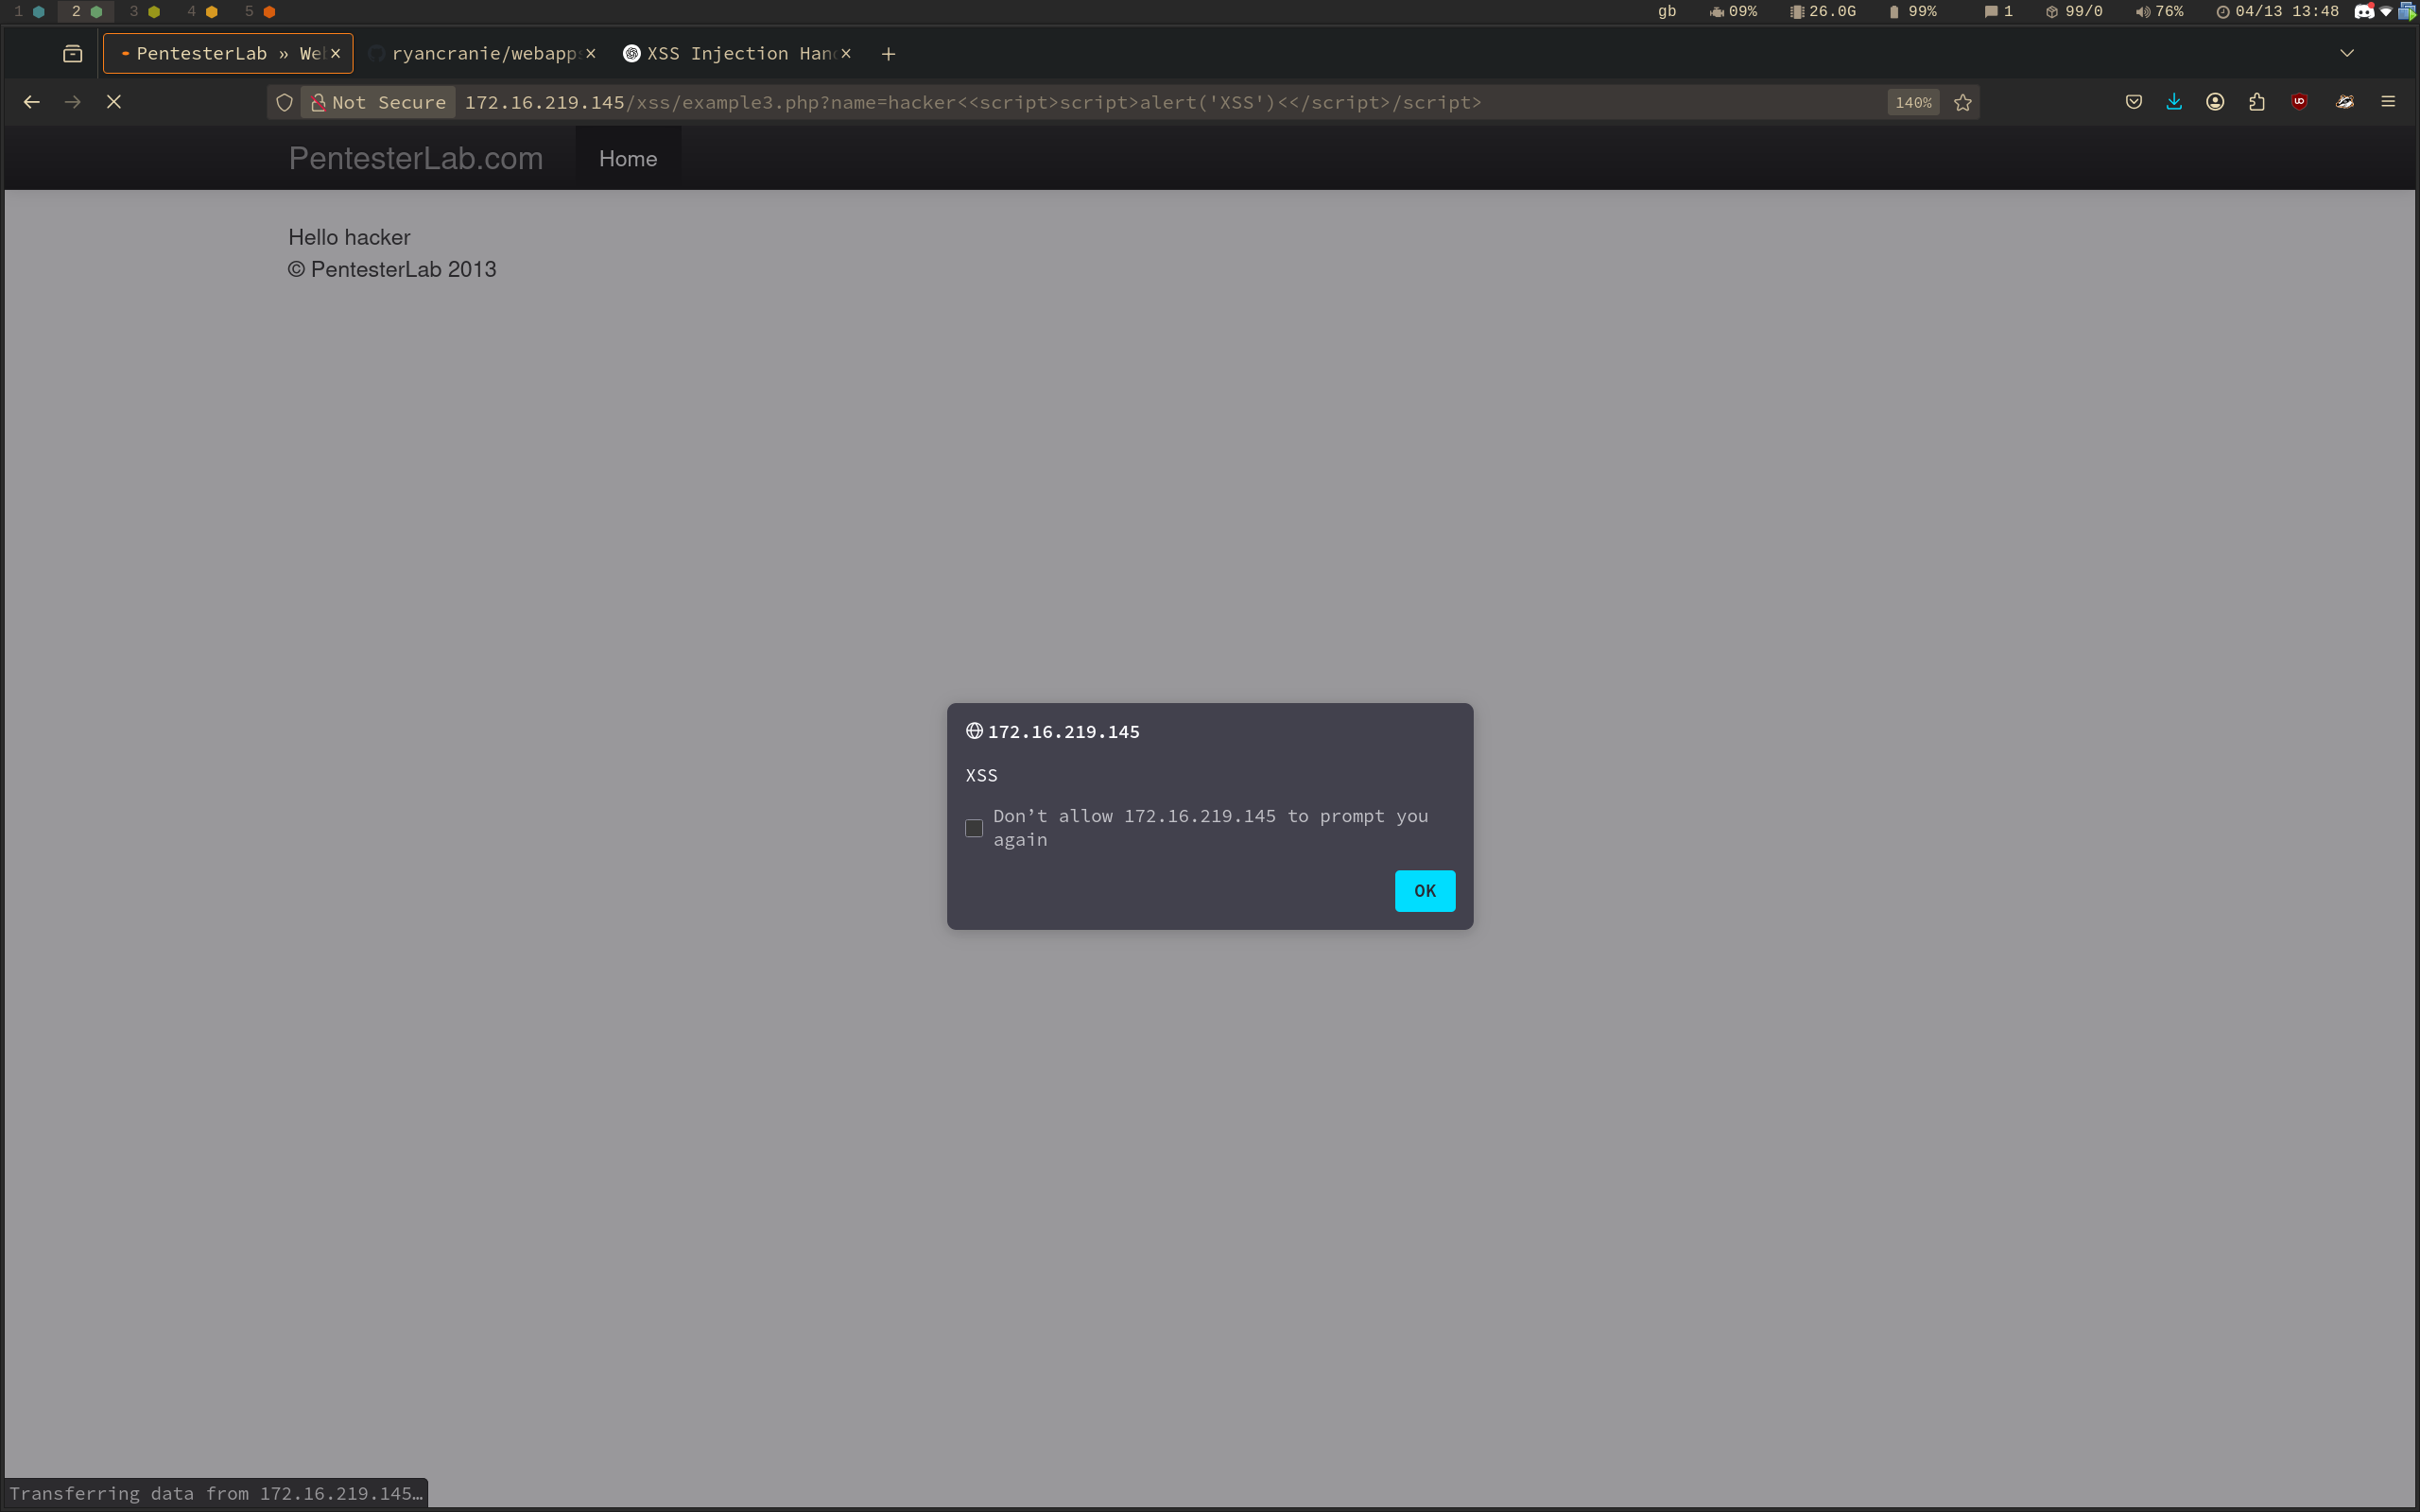 1 2 3 4 5 gb 09% 26.0G 99% 1 99/0 76% 04/13 13:48
PentesterLab » We ryancranie/webapp XSS Injection Han
Not Secure 172.16.219.145/xss/example3.php?name=hacker<<script>script>alert('XSS')<</script>/script> 140%
PentesterLab.com Home
Hello hacker
© PentesterLab 2013
172.16.219.145
XSS
Don’t allow 172.16.219.145 to prompt you
again
OK
Transferring data from 172.16.219.145…